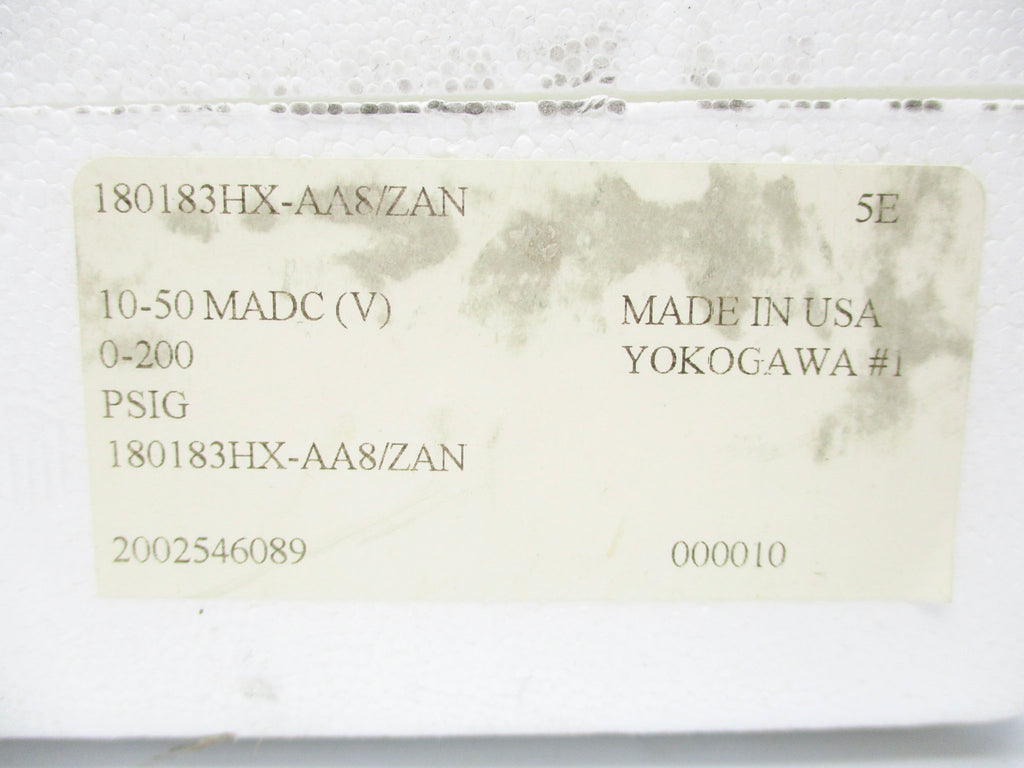 180183HX-AA8/ZAN 5E
10-50 MADC (V) MADE IN USA
0-200 YOKOGAWA #1
PSIG
180183HX-AA8/ZAN
2002546089 000010